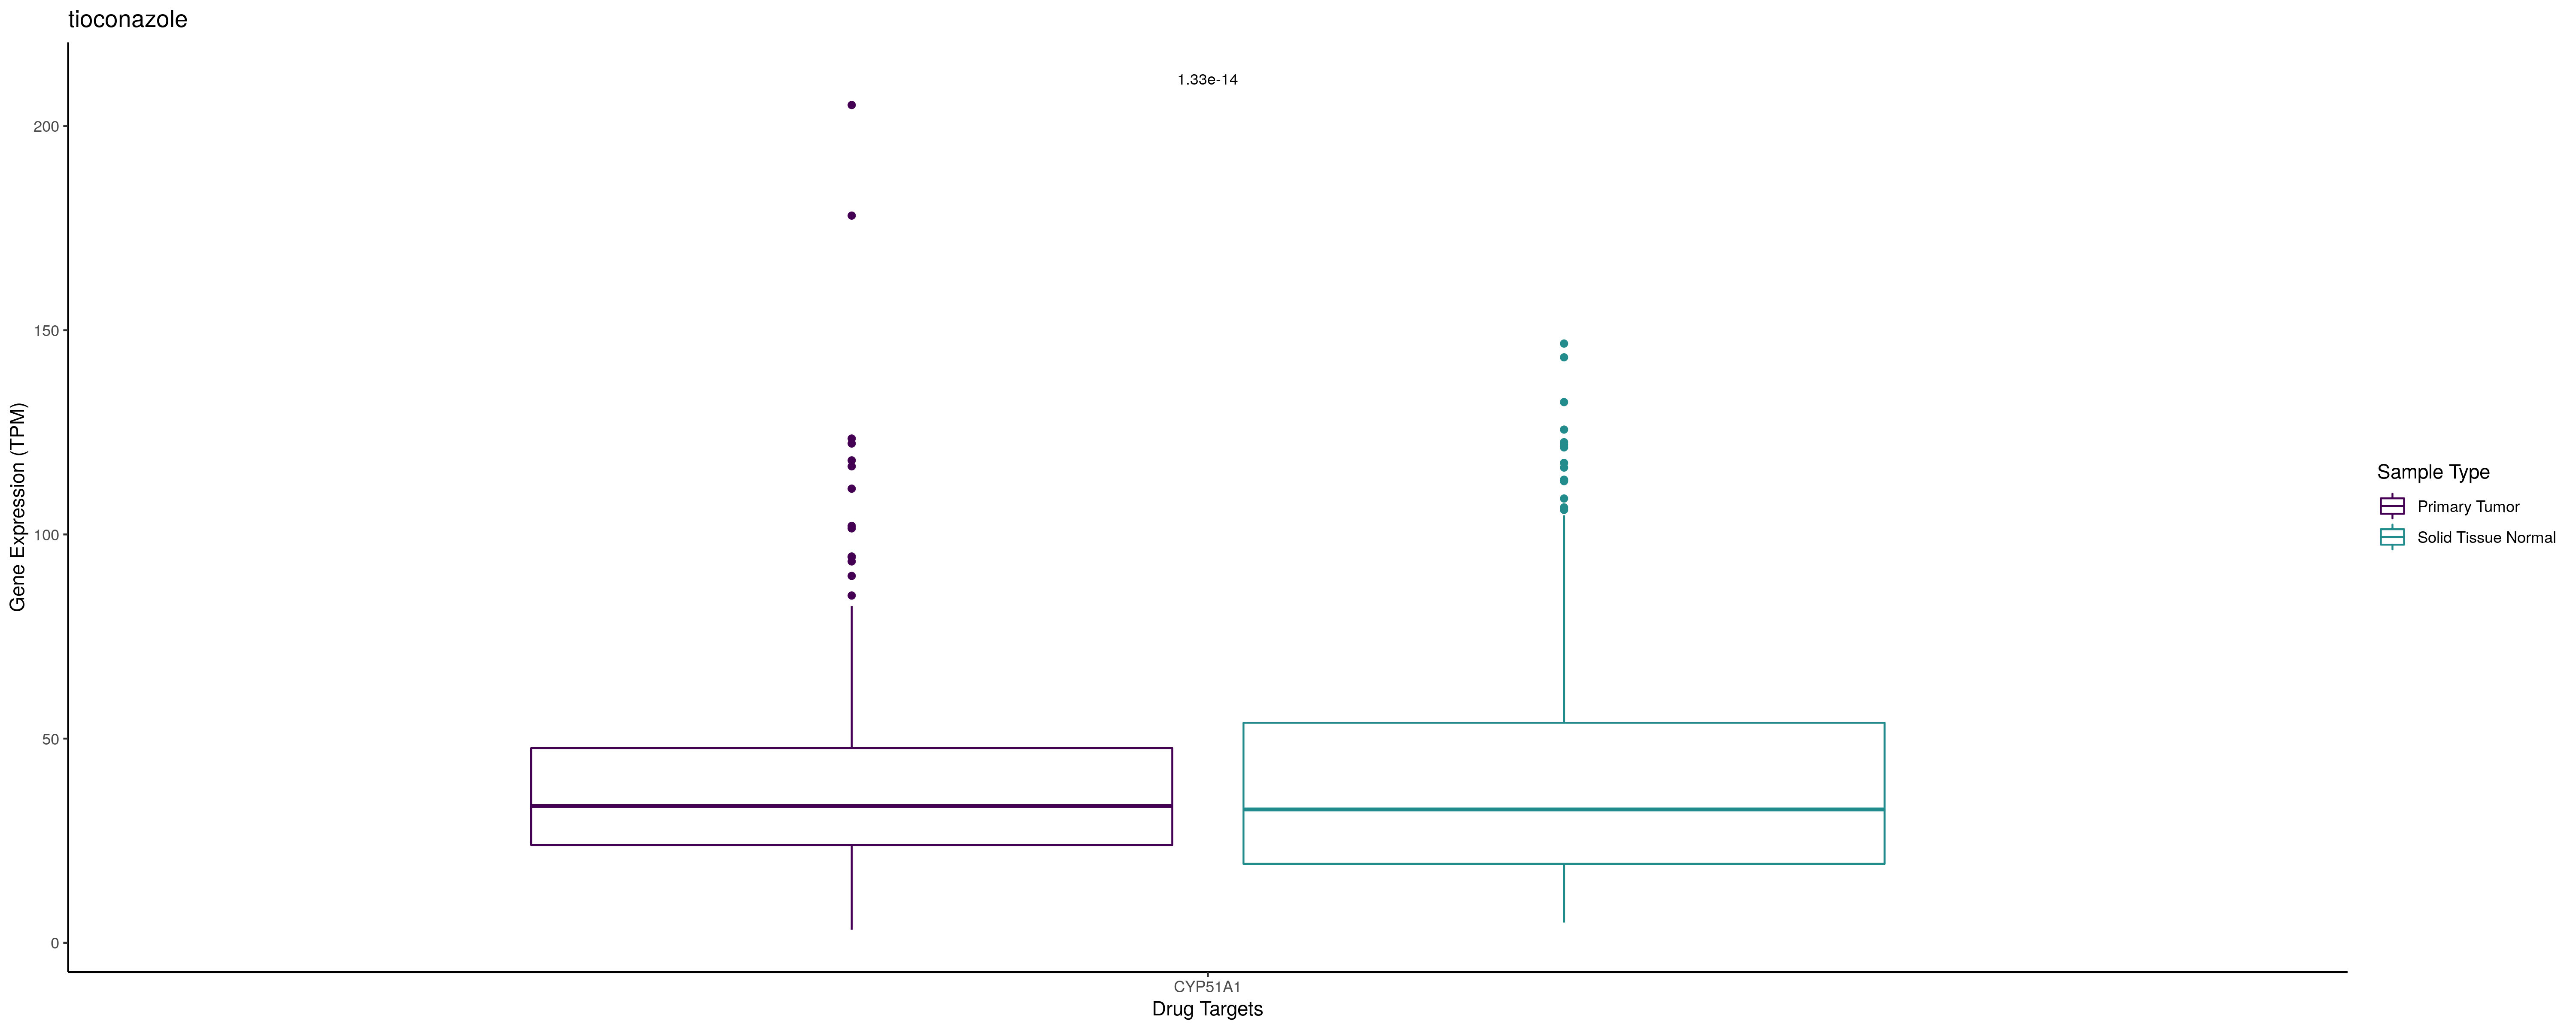 tioconazole
1.33e-14
200
150
100
50
0
Gene Expression (TPM)
CYP51A1
Drug Targets
Sample Type
Primary Tumor
Solid Tissue Normal